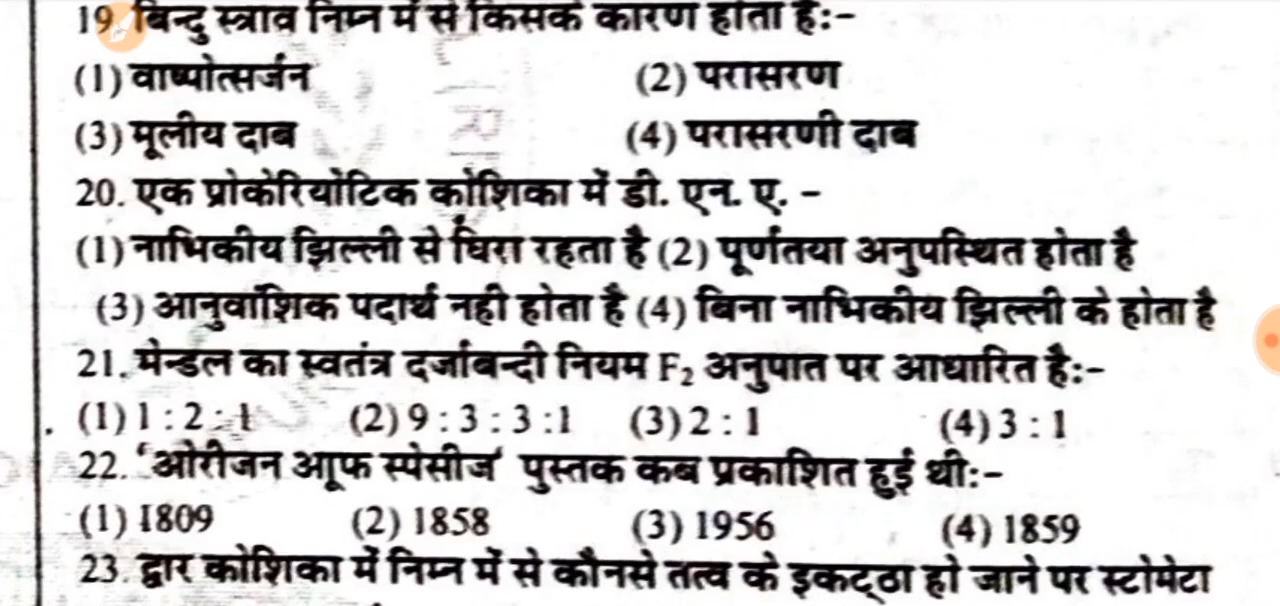 19. बिन्दु स्त्राव निम्न में से किसके कारण होता है:-
(1) वाष्पोत्सर्जन (2) परासरण
(3) मूलीय दाब (4) परासरणी दाब
20. एक प्रोकेरियोटिक कोशिका में डी. एन. ए. -
(1) नाभिकीय झिल्ली से घिरा रहता है (2) पूर्णतया अनुपस्थित होता है
(3) आनुवांशिक पदार्थ नही होता है (4) बिना नाभिकीय झिल्ली के होता है
21. मेन्डल का स्वतंत्र दर्जाबन्दी नियम F₂ अनुपात पर आधारित है:-
(1) 1 : 2 : 1 (2) 9 : 3 : 3 :1 (3) 2 : 1 (4) 3 : 1
22. 'ओरीजन आूफ स्पेसीज' पुस्तक कब प्रकाशित हुई थी:-
(1) 1809 (2) 1858 (3) 1956 (4) 1859
23. द्वार कोशिका में निम्न में से कौनसे तत्व के इकट्ठा हो जाने पर स्टोमेटा